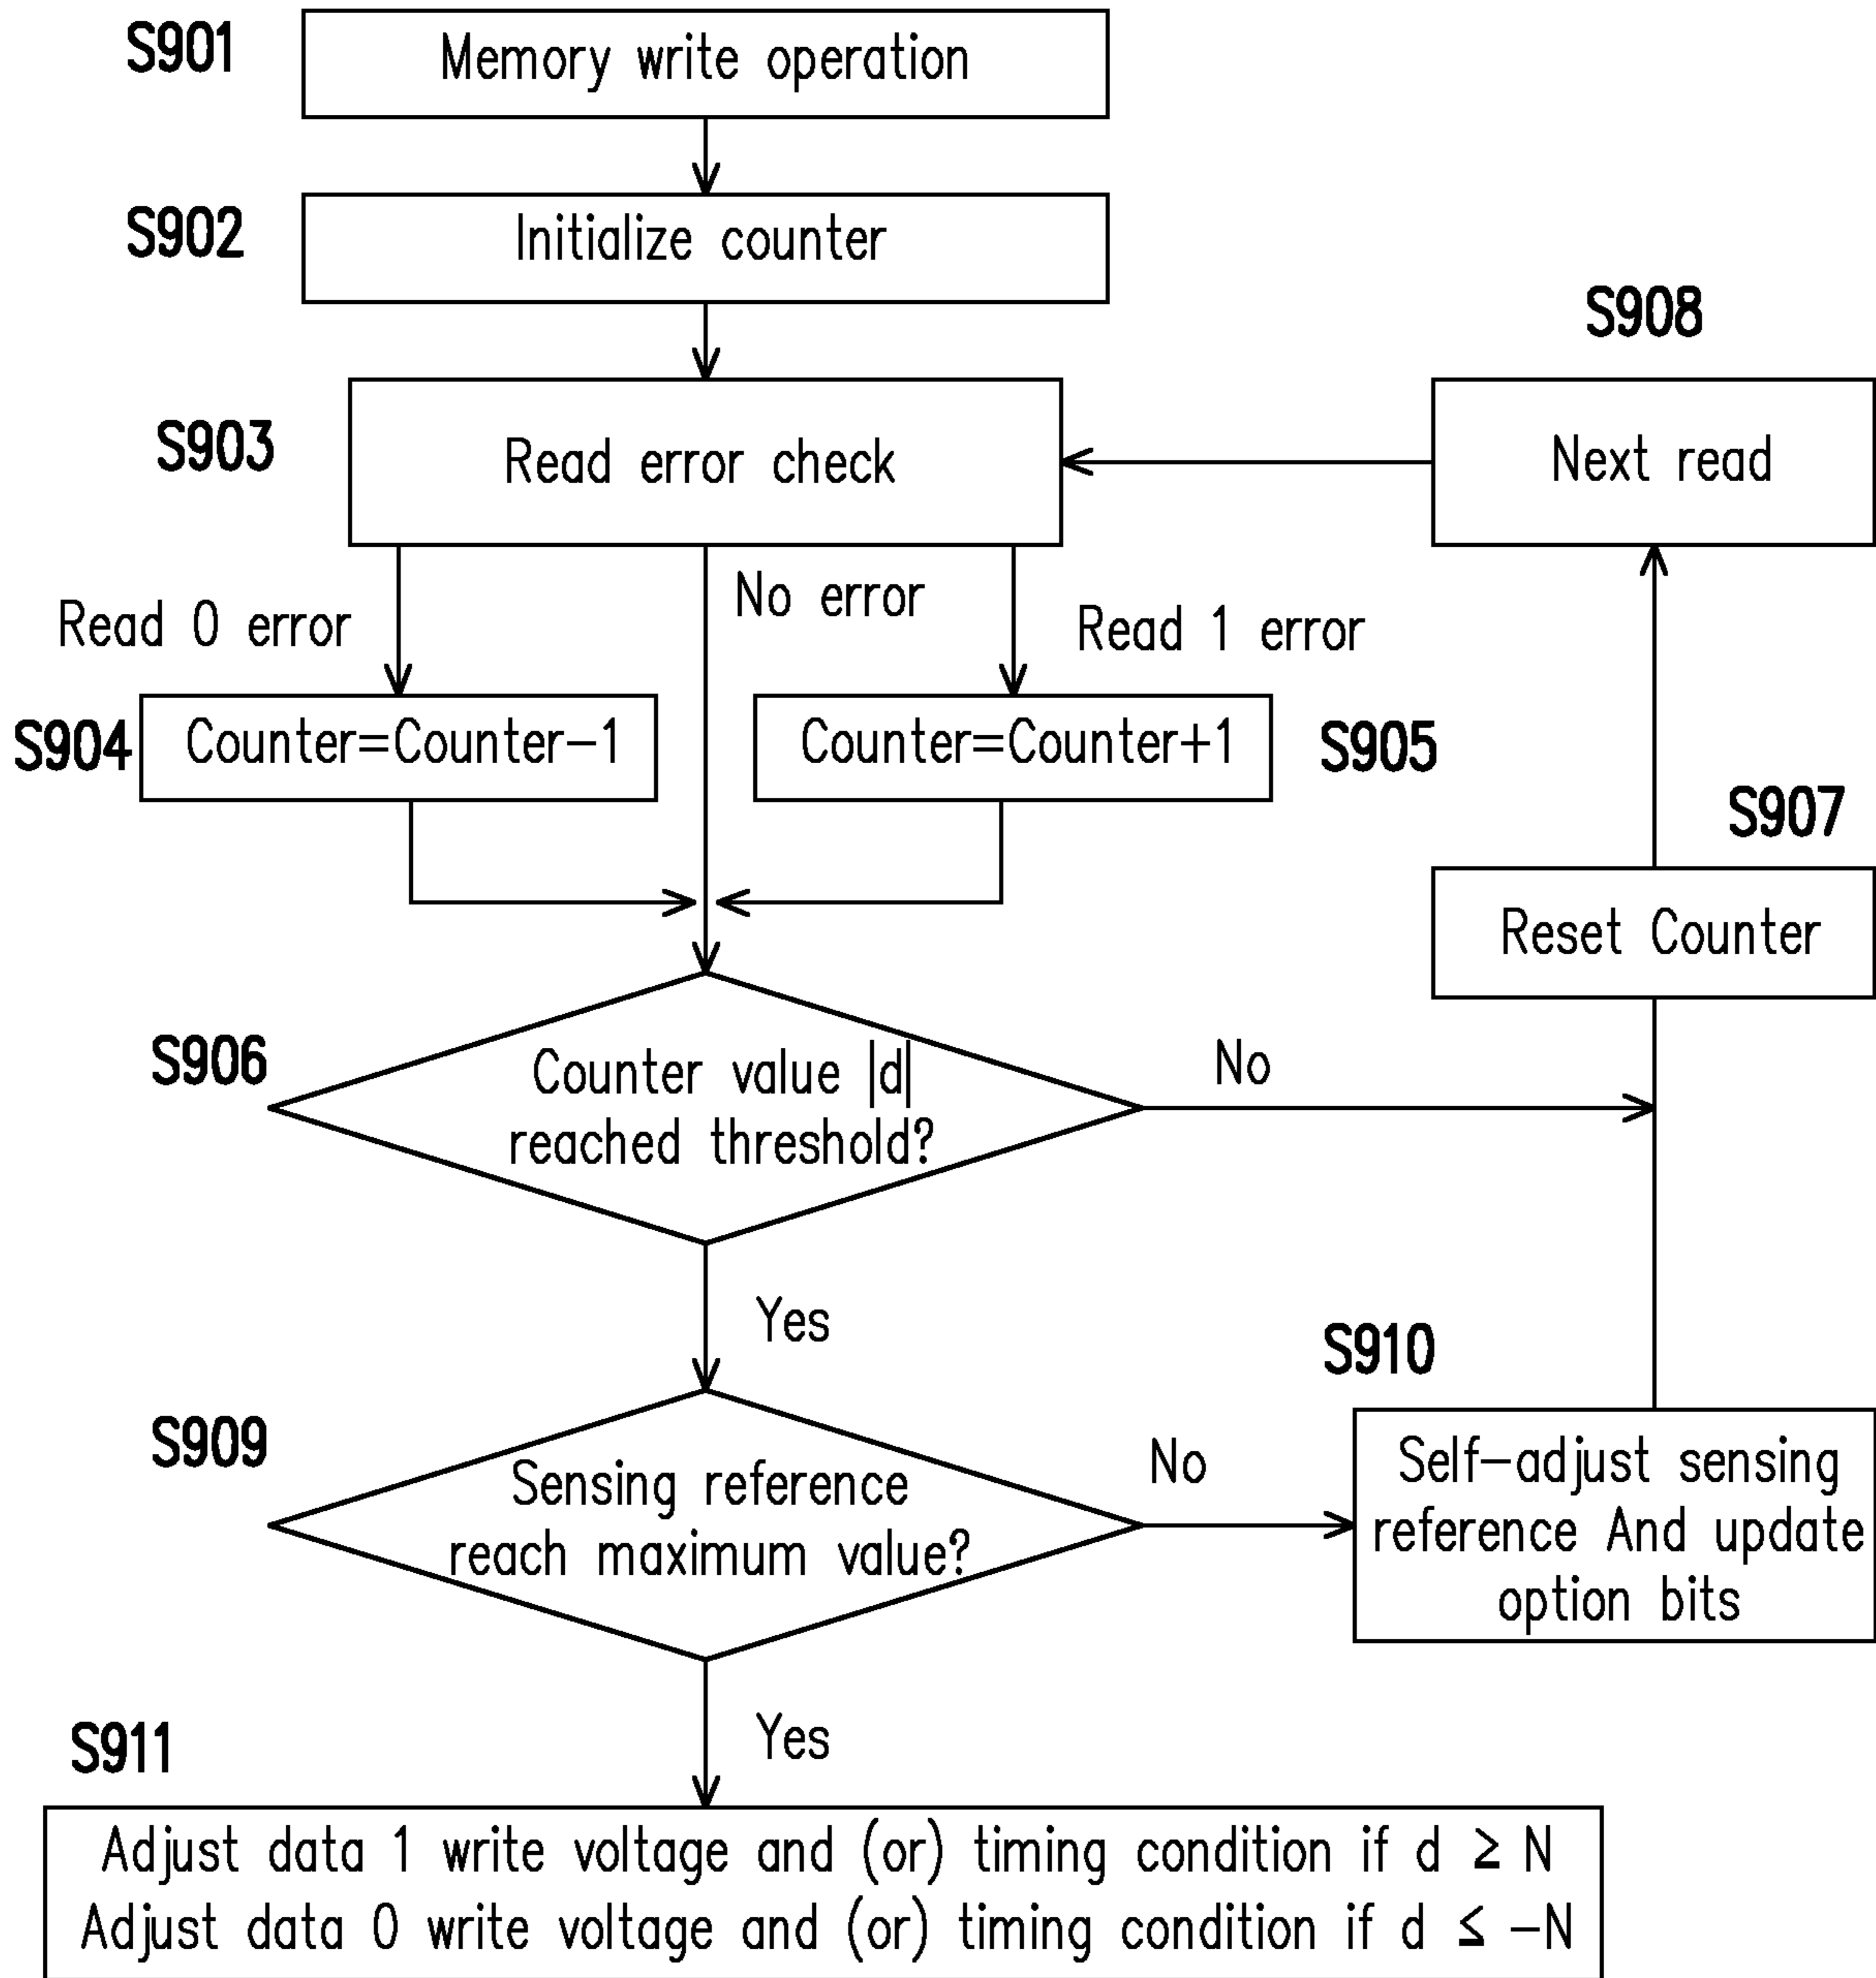 S901
Memory write operation
S902
Initialize counter
S908
S903
Read error check
Next read
Read 0 error
No error
Read 1 error
S904
Counter=Counter-1
Counter=Counter+1
S905
S907
Reset Counter
S906
Counter value |d|
reached threshold?
No
Yes
S910
S909
Sensing reference
reach maximum value?
No
Self-adjust sensing
reference And update
option bits
Yes
S911
Adjust data 1 write voltage and (or) timing condition if d ≥ N
Adjust data 0 write voltage and (or) timing condition if d ≤ -N